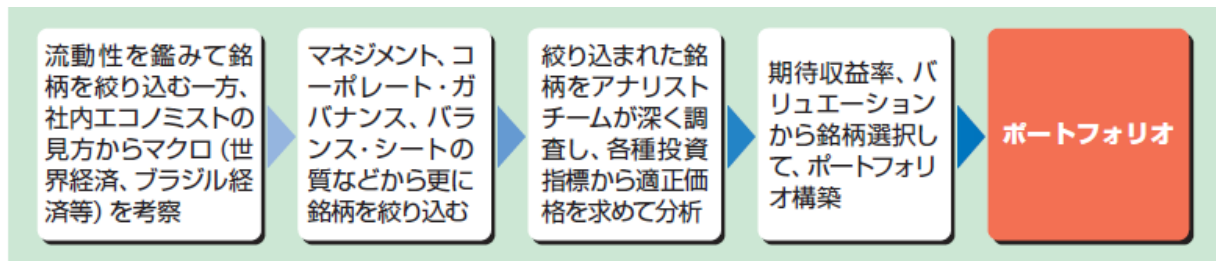 流動性を鑑みて銘
柄を絞り込む一方、
社内エコノミストの
見方からマクロ(世
界経済、ブラジル経
済等)を考察
マネジメント、コ
ーポレート・ガ
バナンス、バラ
ンス・シートの
質などから更に
銘柄を絞り込む
絞り込まれた銘
柄をアナリスト
チームが深く調
査し、各種投資
指標から適正価
格を求めて分析
期待収益率、バ
リュエーション
から銘柄選択し
て、ポートフォリ
オ構築
ポートフォリオ